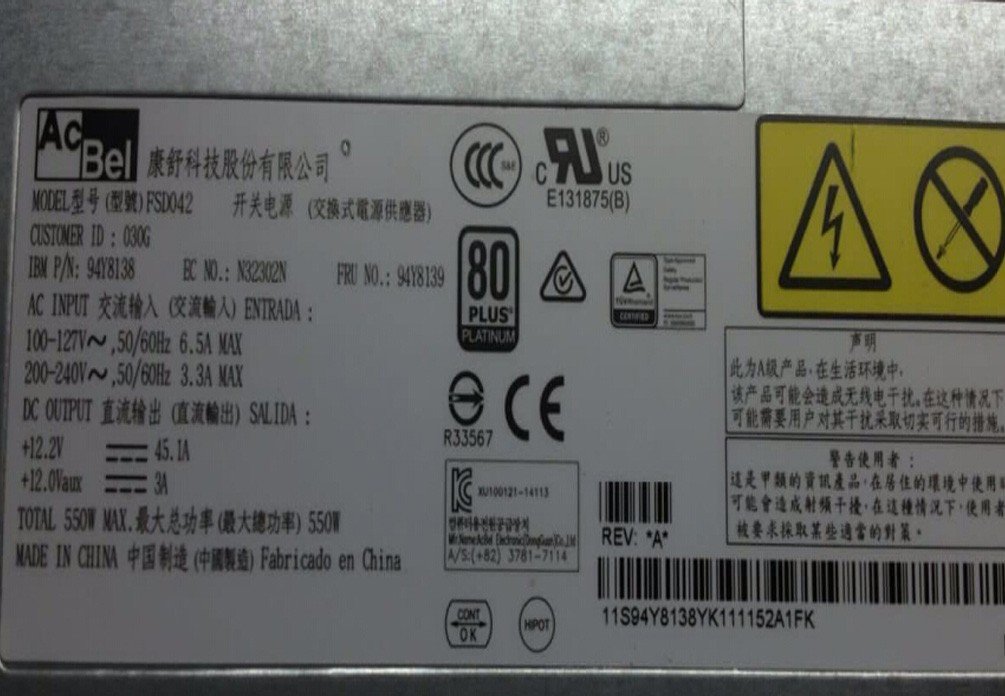 AcBel 康舒科技股份有限公司
MODEL型号 (型號) FSD042 开关电源 (交換式電源供應器)
CUSTOMER ID : 030G
IBM P/N: 94Y8138 EC NO.: N32302N FRU NO.: 94Y8139
AC INPUT 交流输入 (交流輸入) ENTRADA :
100-127V~ ,50/60Hz 6.5A MAX
200-240V~ ,50/60Hz 3.3A MAX
DC OUTPUT 直流输出 (直流輸出) SALIDA :
+12.2V 45.1A
+12.0Vaux 3A
TOTAL 550W MAX.最大总功率 (最大總功率) 550W
MADE IN CHINA 中国制造 (中國製造) Fabricado en China
CCC S&E
C RU ® US
E131875(B)
80
PLUS®
PLATINUM
TÜVRheinland
CERTIFIED
R33567
CE
XU100121-14113
A/S:(+82) 3781-7114
CONT
OK
HIPOT
声明
此为A级产品,在生活环境中,
该产品可能会造成无线电干扰。在这种情况下
可能需要用户对其干扰采取切实可行的措施。
警告使用者 :
這是甲類的資訊產品,在居住的環境中使用時
可能會造成射頻干擾,在這種情況下,使用者
被要求採取某些適當的對策。
REV: *A*
11S94Y8138YK111152A1FK